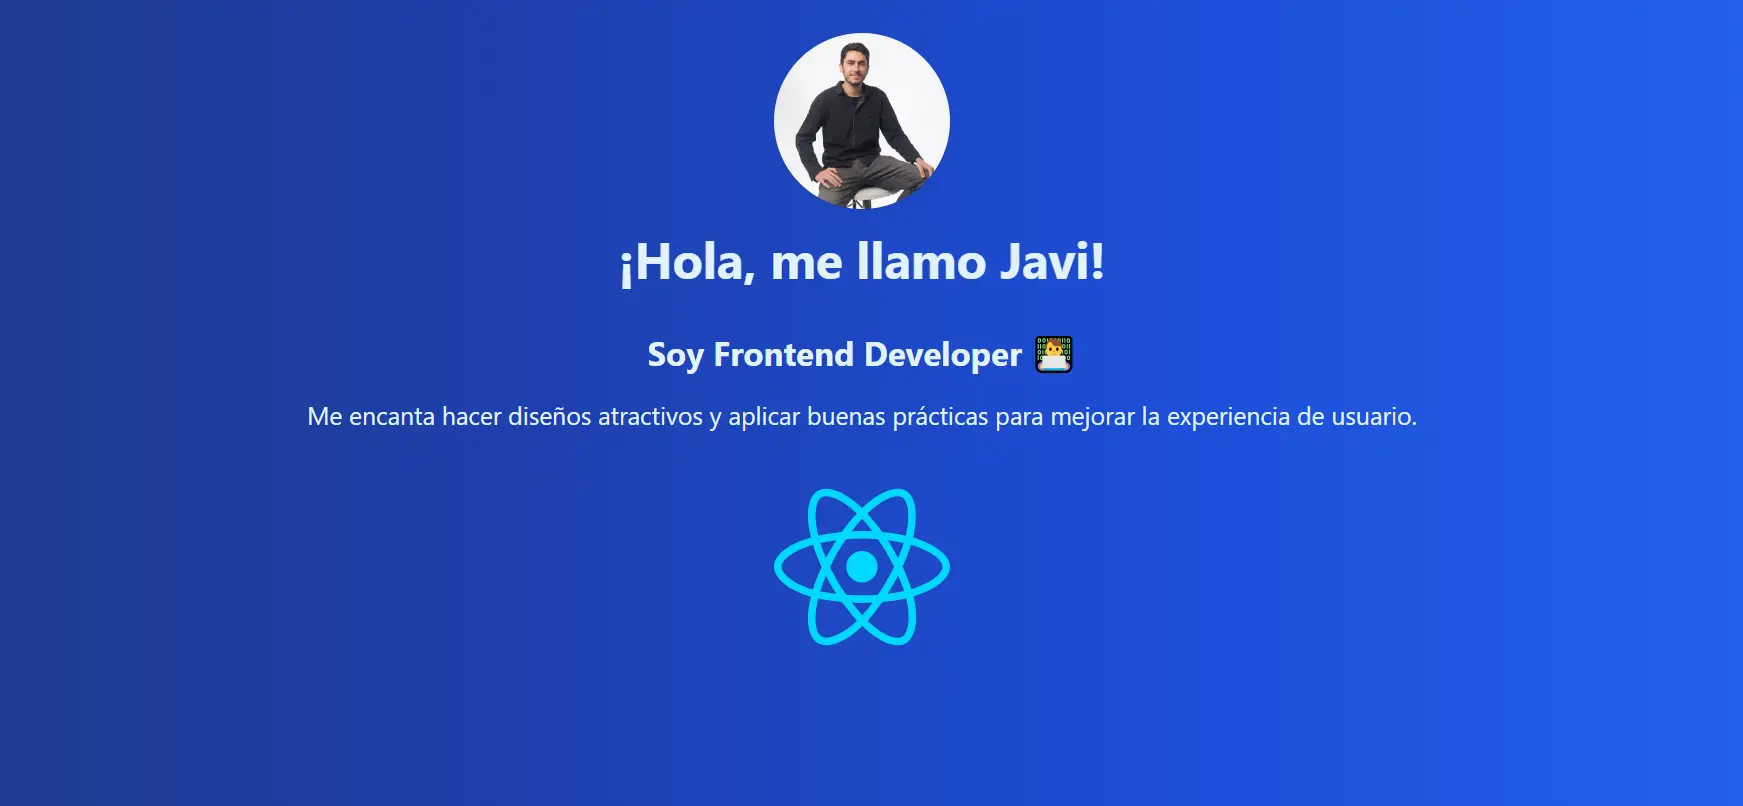 ¡Hola, me llamo Javi!
Soy Frontend Developer 👨‍💻
Me encanta hacer diseños atractivos y aplicar buenas prácticas para mejorar la experiencia de usuario.